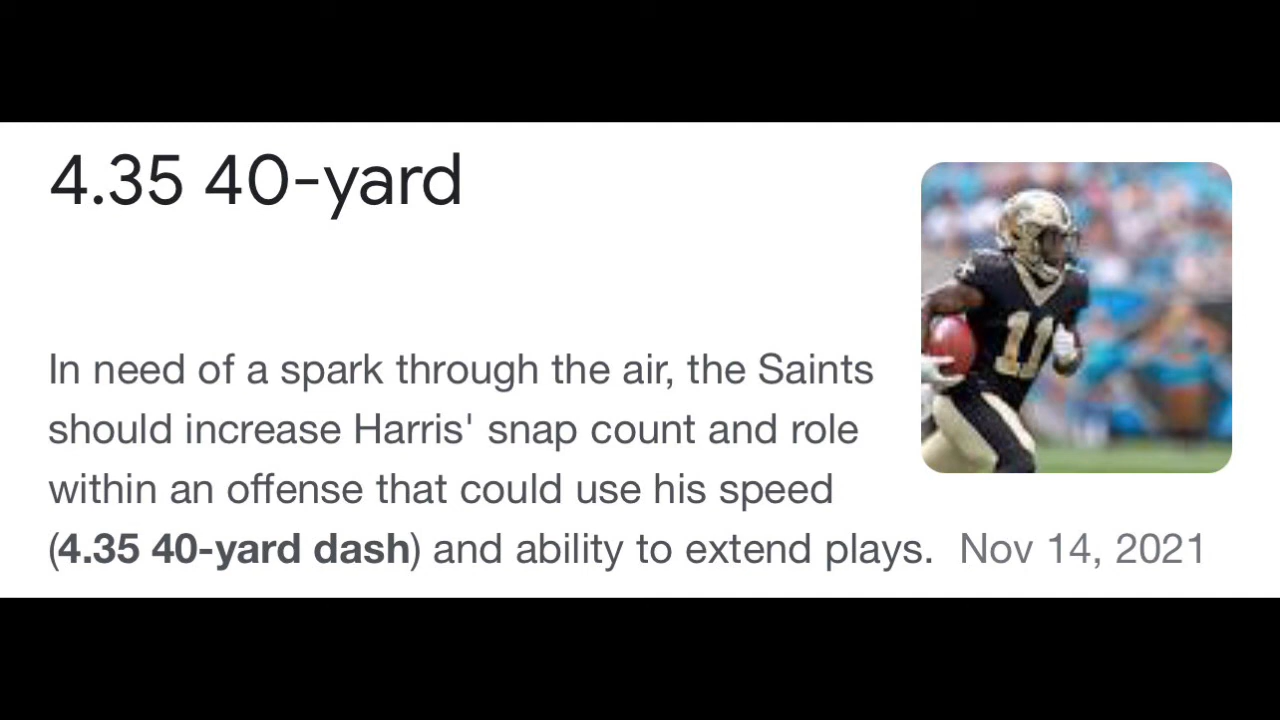 4.35 40-yard
In need of a spark through the air, the Saints
should increase Harris' snap count and role
within an offense that could use his speed
(4.35 40-yard dash) and ability to extend plays. Nov 14, 2021
11